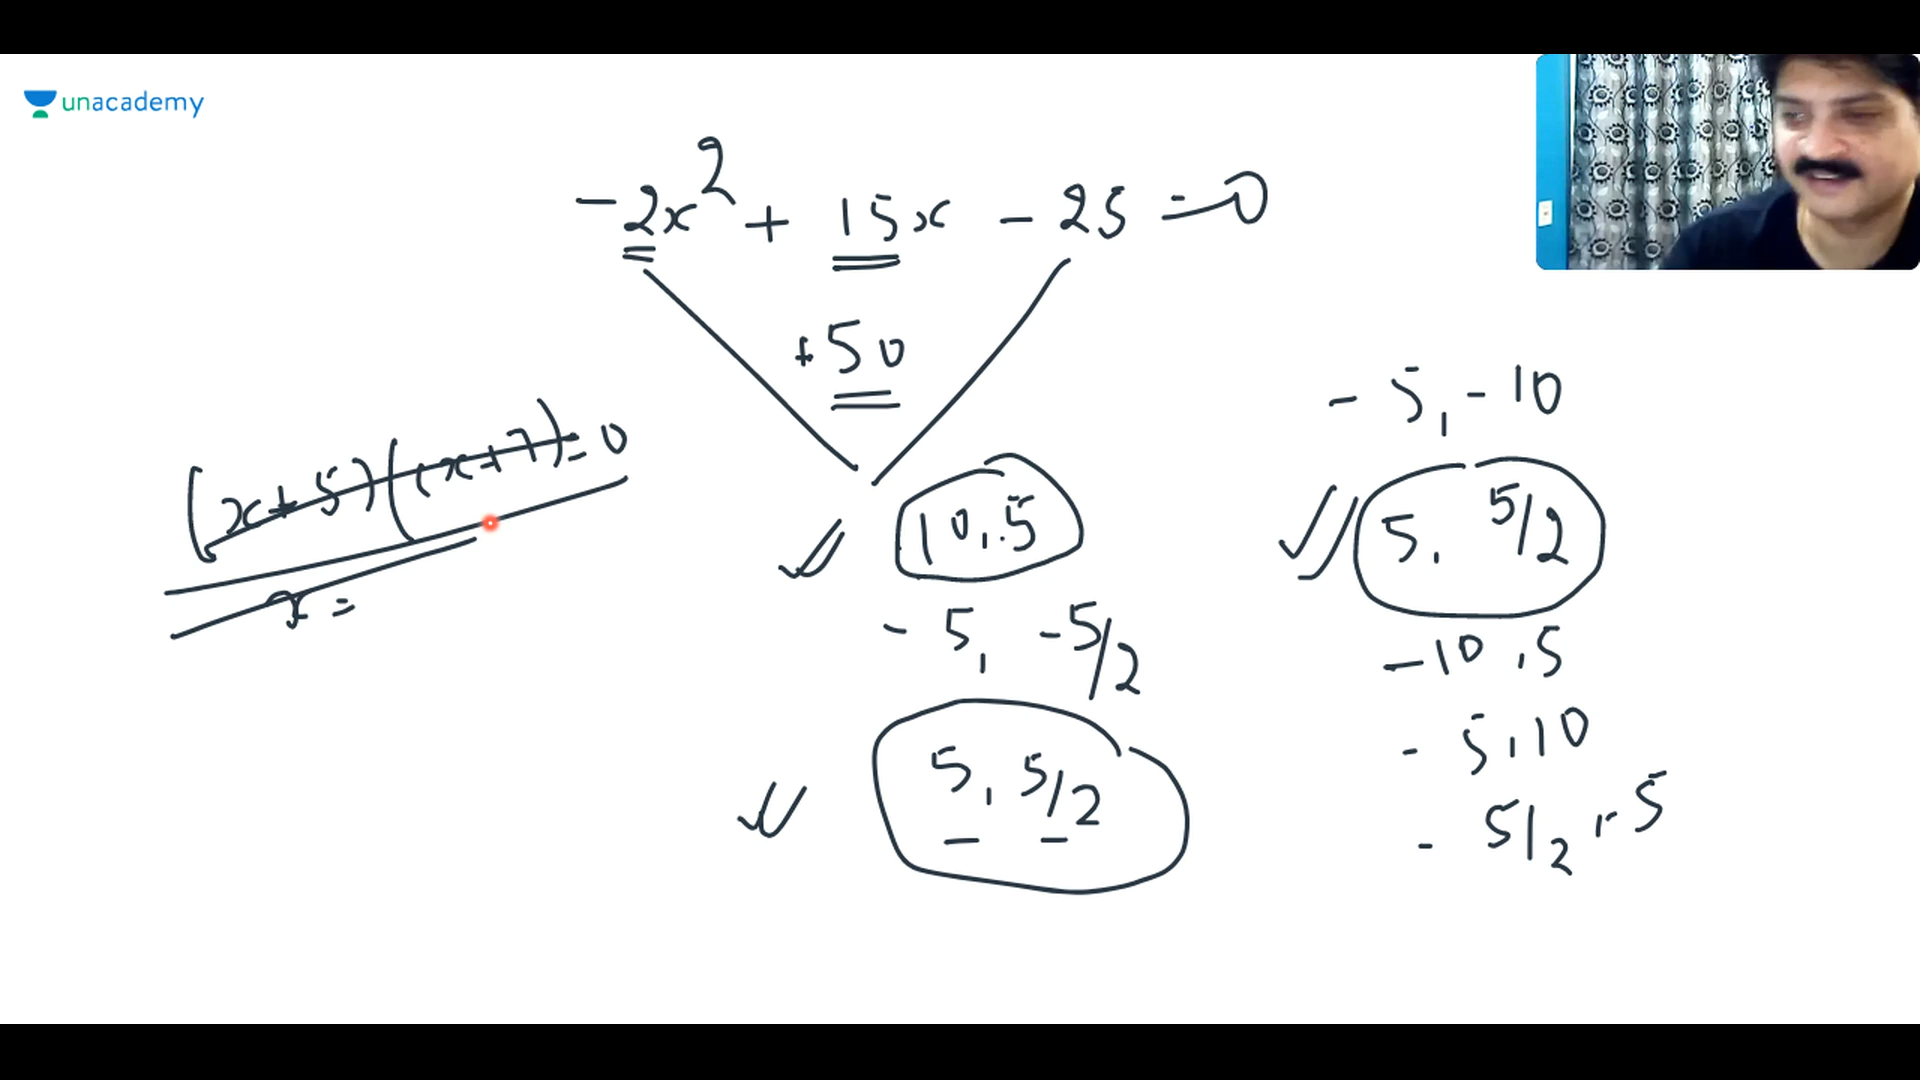 unacademy
-2x² + 15x - 25 = 0
+50
(x+5)(x+7)=0
x =
10, 5
-5, -5/2
5, 5/2
-5, -10
5, 5/2
-10, 5
-5, 10
-5/2, -5